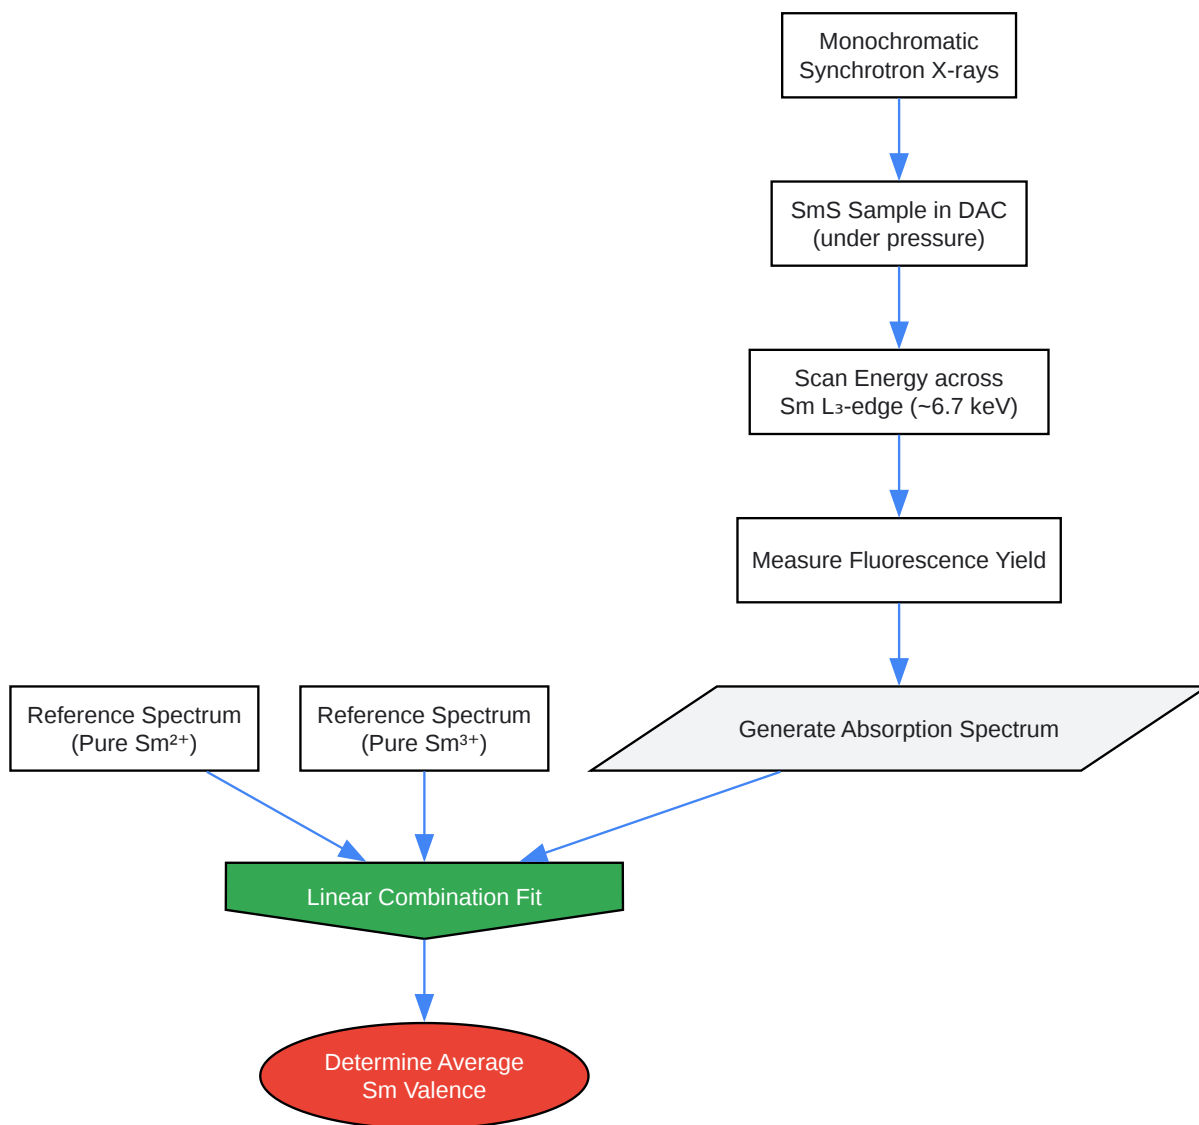 Monochromatic
Synchrotron X-rays
SmS Sample in DAC
(under pressure)
Scan Energy across
Sm L₃-edge (~6.7 keV)
Measure Fluorescence Yield
Reference Spectrum
(Pure Sm²⁺)
Reference Spectrum
(Pure Sm³⁺)
Generate Absorption Spectrum
Linear Combination Fit
Determine Average
Sm Valence